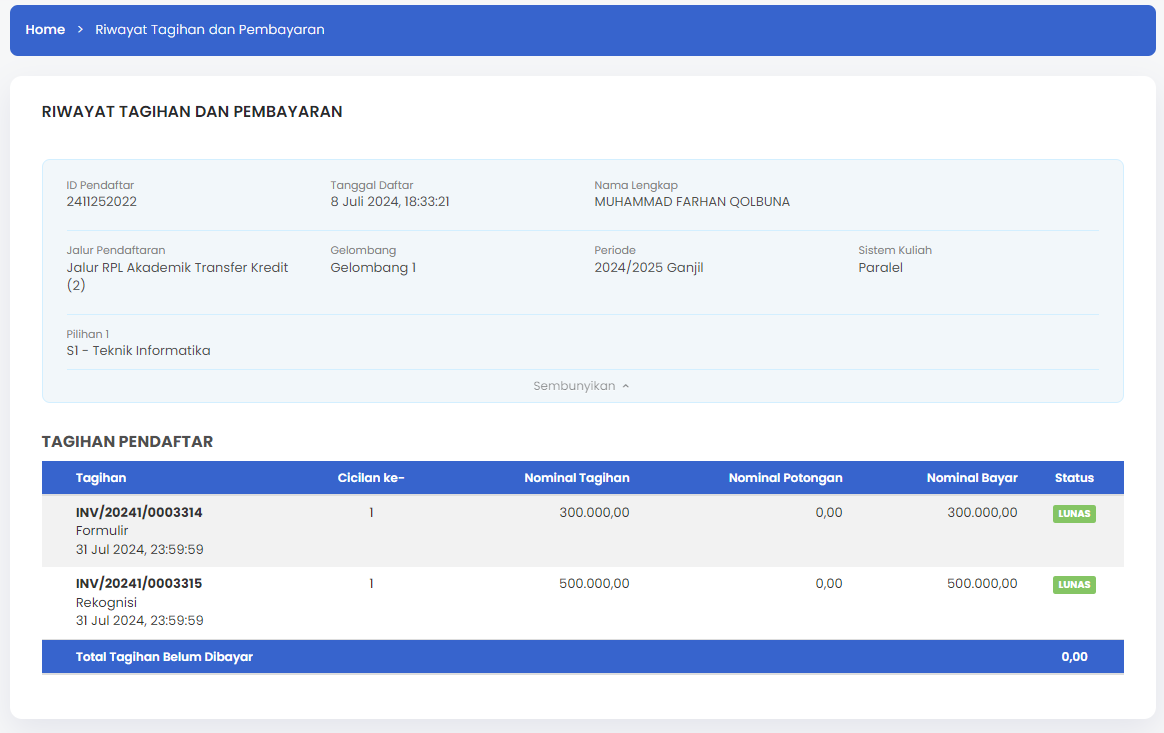 Home > Riwayat Tagihan dan Pembayaran
RIWAYAT TAGIHAN DAN PEMBAYARAN
ID Pendaftar Tanggal Daftar Nama Lengkap
2411252022 8 Juli 2024, 18:33:21 MUHAMMAD FARHAN QOLBUNA
Jalur Pendaftaran Gelombang Periode Sistem Kuliah
Jalur RPL Akademik Transfer Kredit Gelombang 1 2024/2025 Ganjil Paralel
(2)
Pilihan 1
S1 - Teknik Informatika
Sembunyikan
TAGIHAN PENDAFTAR
Tagihan Cicilan ke- Nominal Tagihan Nominal Potongan Nominal Bayar Status
INV/20241/0003314 1 300.000,00 0,00 300.000,00 LUNAS
Formulir
31 Jul 2024, 23:59:59
INV/20241/0003315 1 500.000,00 0,00 500.000,00 LUNAS
Rekognisi
31 Jul 2024, 23:59:59
Total Tagihan Belum Dibayar 0,00